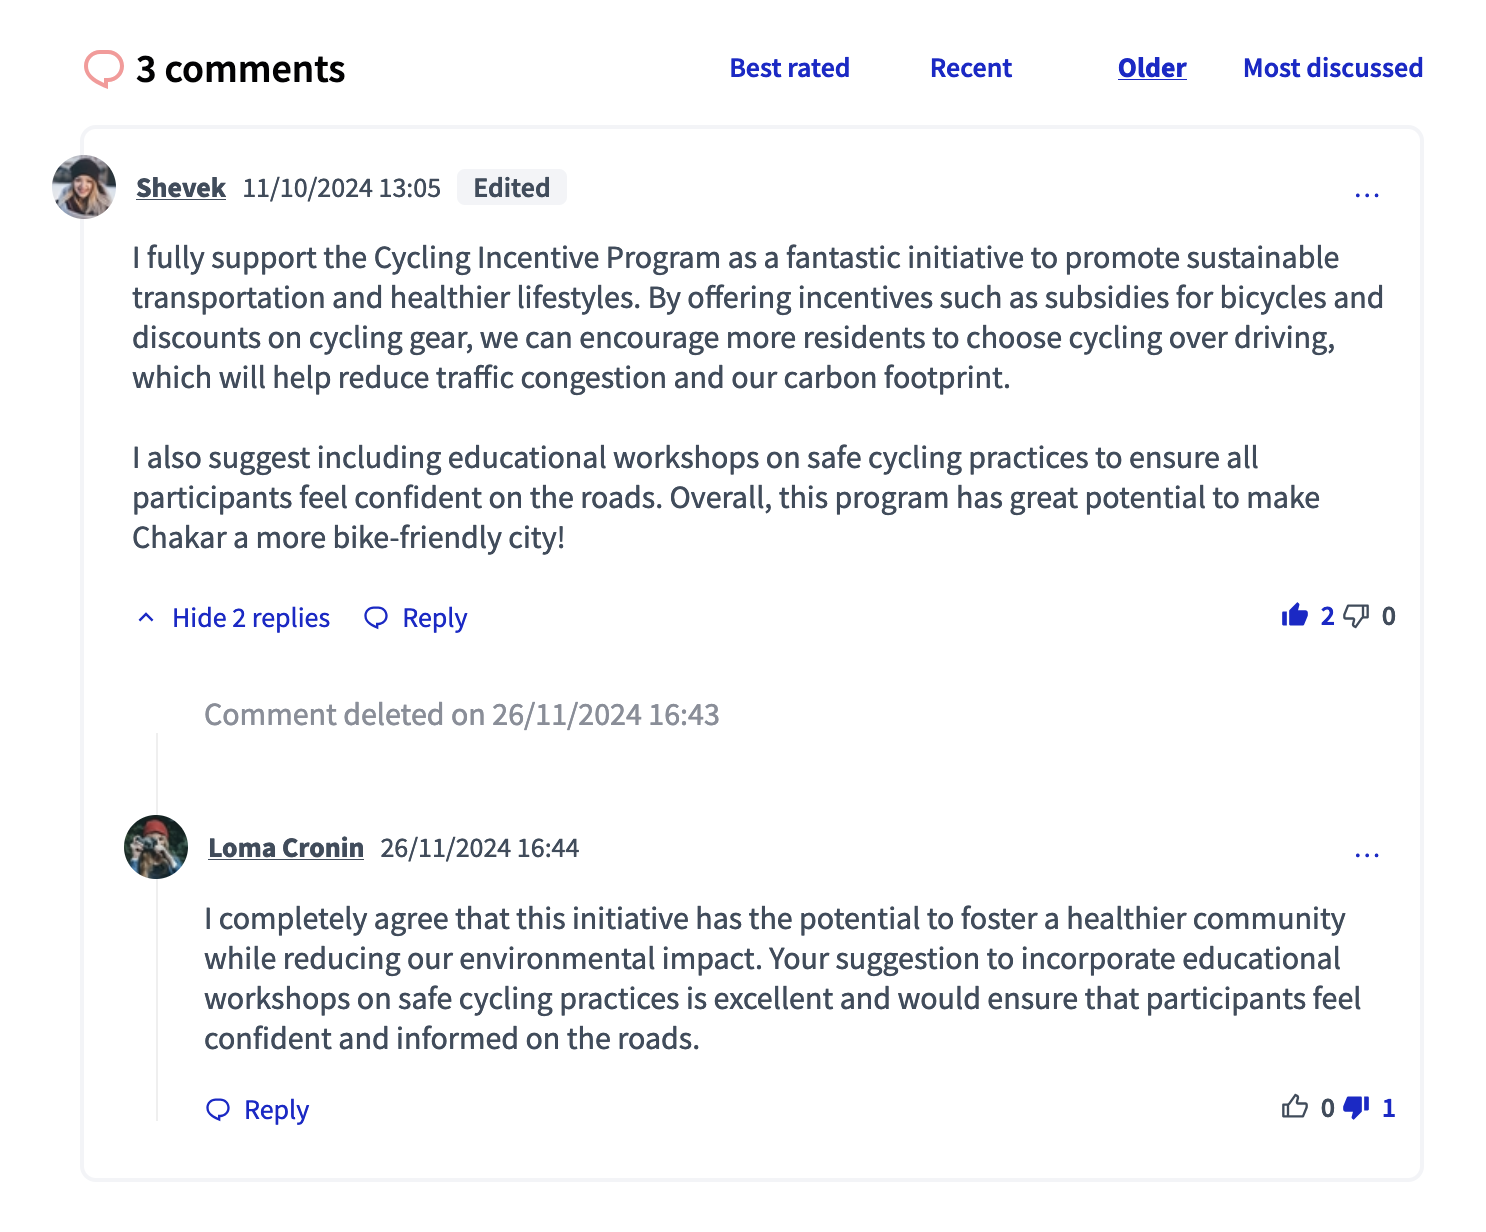 3 comments
Best rated Recent Older Most discussed
Shevek 11/10/2024 13:05 Edited ...
I fully support the Cycling Incentive Program as a fantastic initiative to promote sustainable
transportation and healthier lifestyles. By offering incentives such as subsidies for bicycles and
discounts on cycling gear, we can encourage more residents to choose cycling over driving,
which will help reduce traffic congestion and our carbon footprint.
I also suggest including educational workshops on safe cycling practices to ensure all
participants feel confident on the roads. Overall, this program has great potential to make
Chakar a more bike-friendly city!
Hide 2 replies Reply 2 0
Comment deleted on 26/11/2024 16:43
Loma Cronin 26/11/2024 16:44 ...
I completely agree that this initiative has the potential to foster a healthier community
while reducing our environmental impact. Your suggestion to incorporate educational
workshops on safe cycling practices is excellent and would ensure that participants feel
confident and informed on the roads.
Reply 0 1